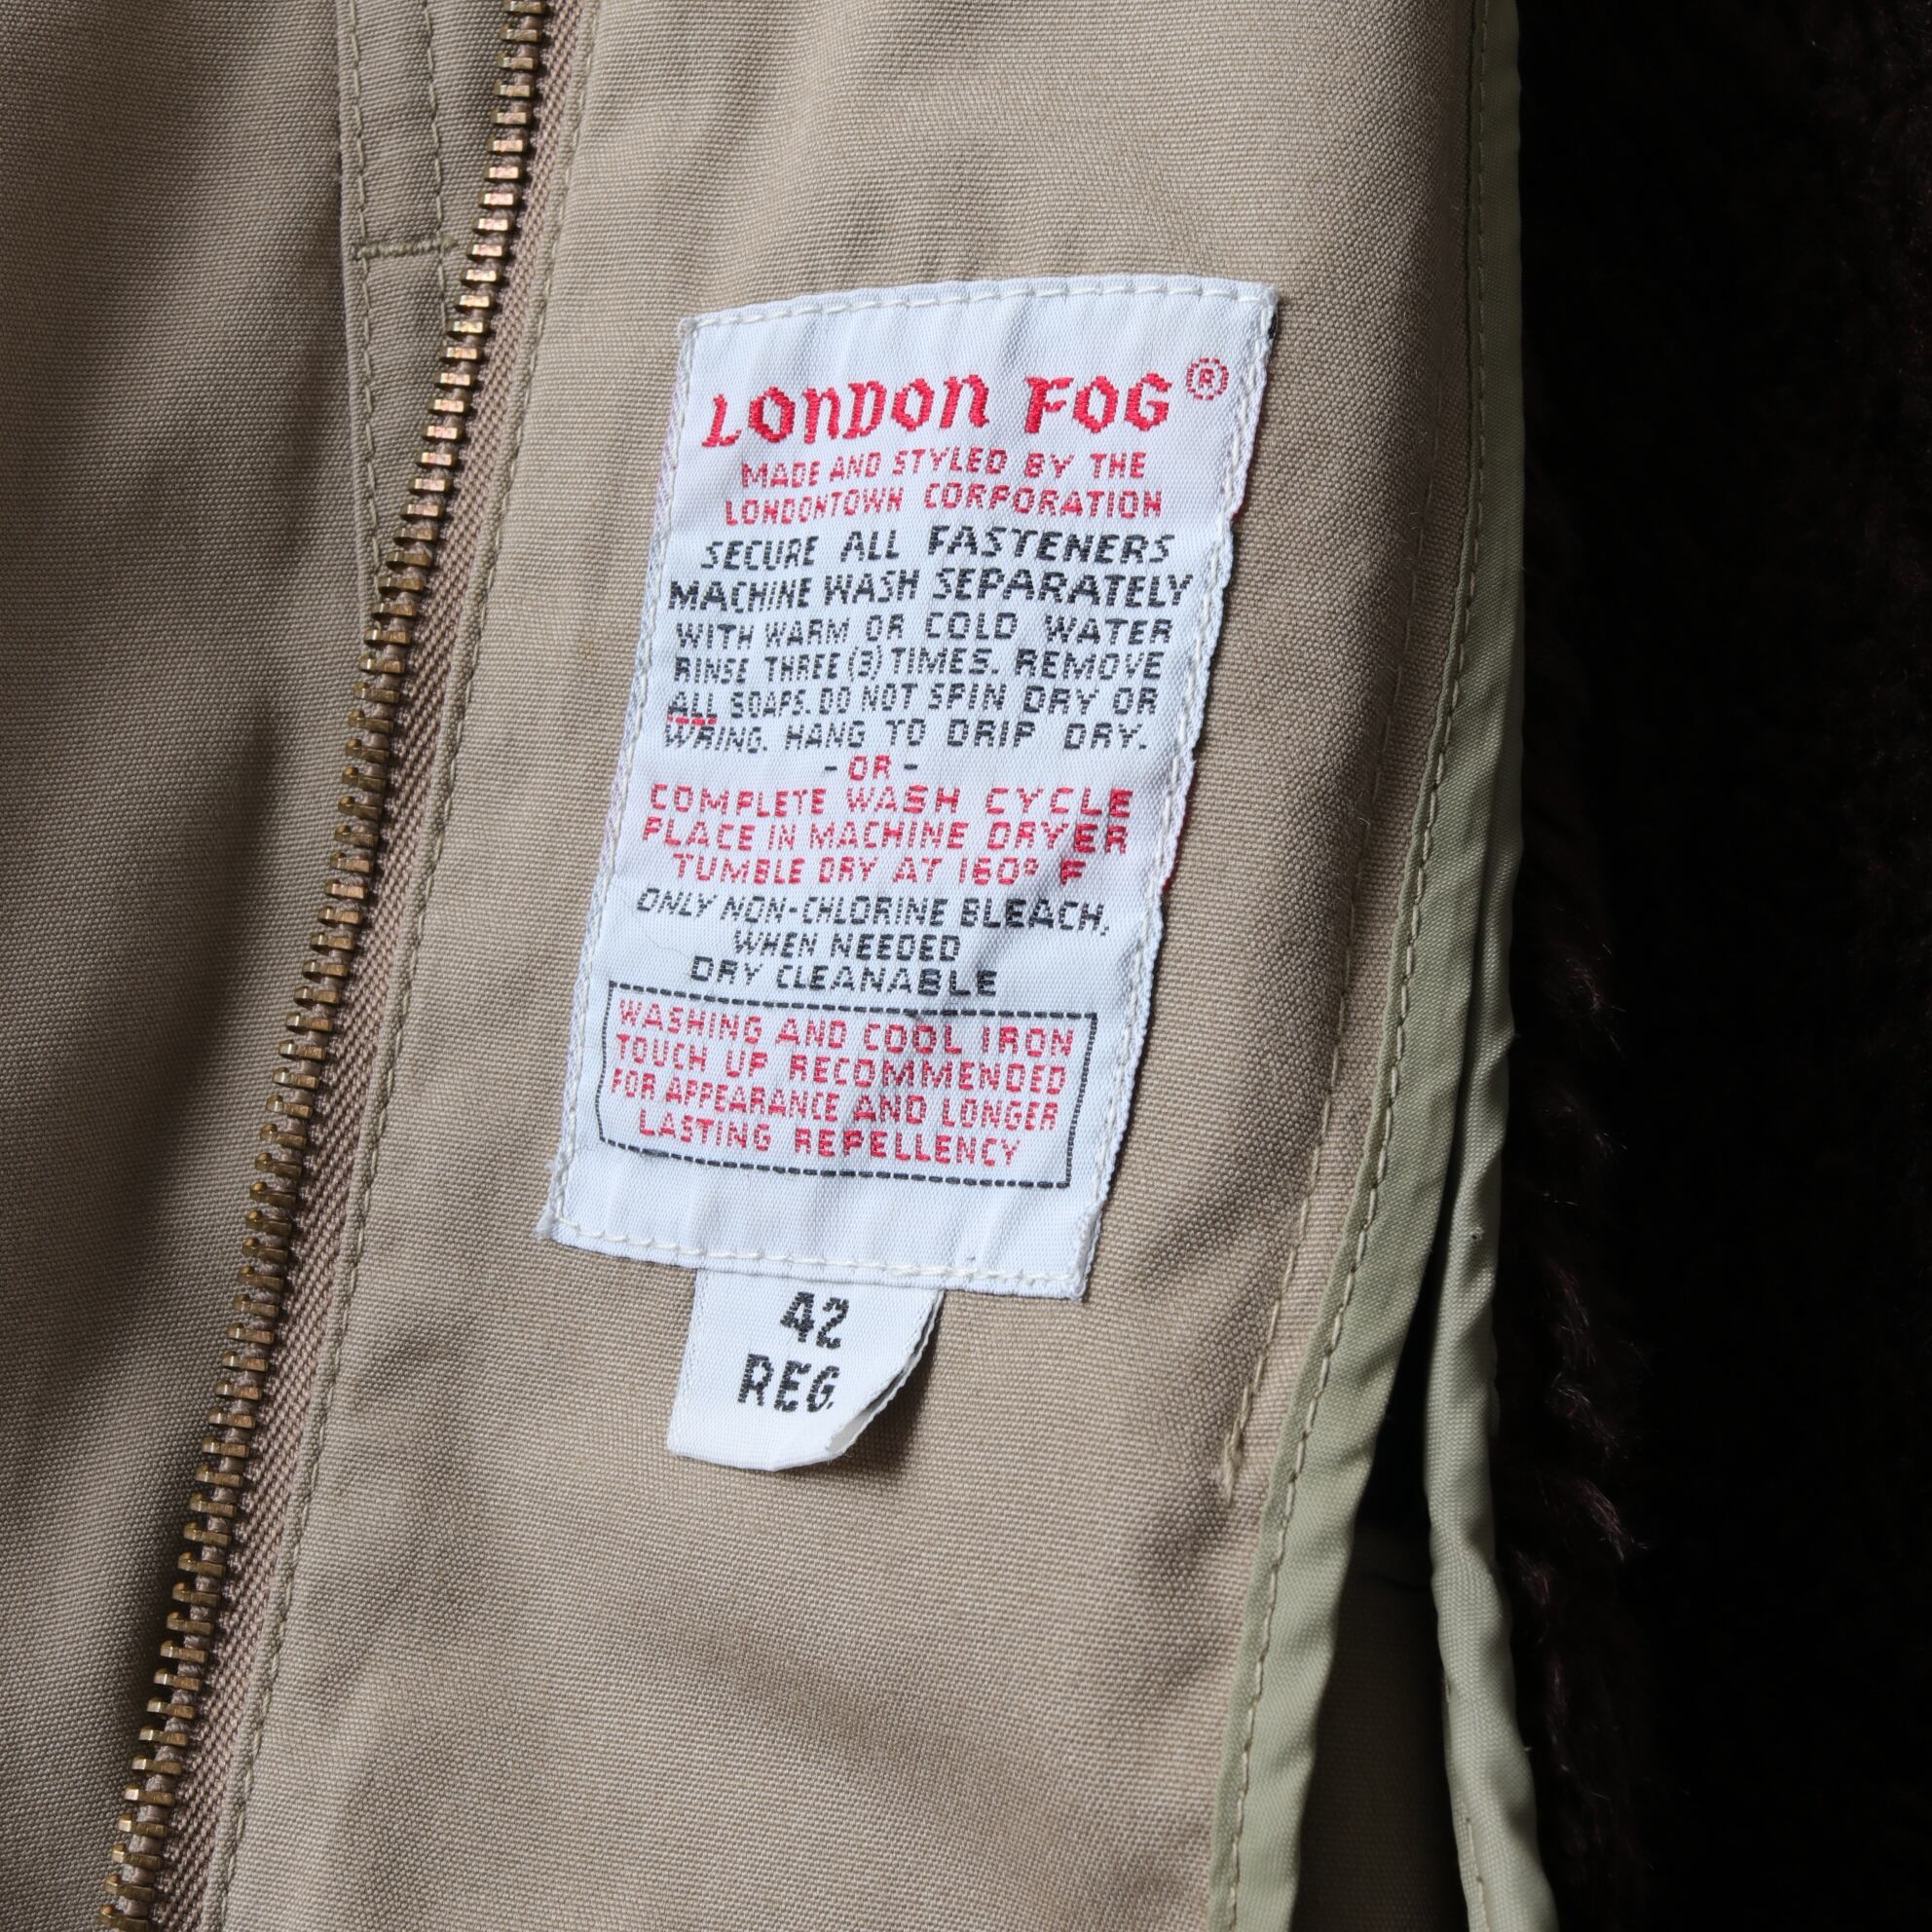 LONDON FOG ®
MADE AND STYLED BY THE
LONDONTOWN CORPORATION
SECURE ALL FASTENERS
MACHINE WASH SEPARATELY
WITH WARM OR COLD WATER
RINSE THREE (3) TIMES. REMOVE
ALL SOAPS. DO NOT SPIN DRY OR
WRING. HANG TO DRIP DRY.
- OR -
COMPLETE WASH CYCLE
PLACE IN MACHINE DRYER
TUMBLE DRY AT 160° F
ONLY NON-CHLORINE BLEACH,
WHEN NEEDED
DRY CLEANABLE
WASHING AND COOL IRON
TOUCH UP RECOMMENDED
FOR APPEARANCE AND LONGER
LASTING REPELLENCY
42
REG.